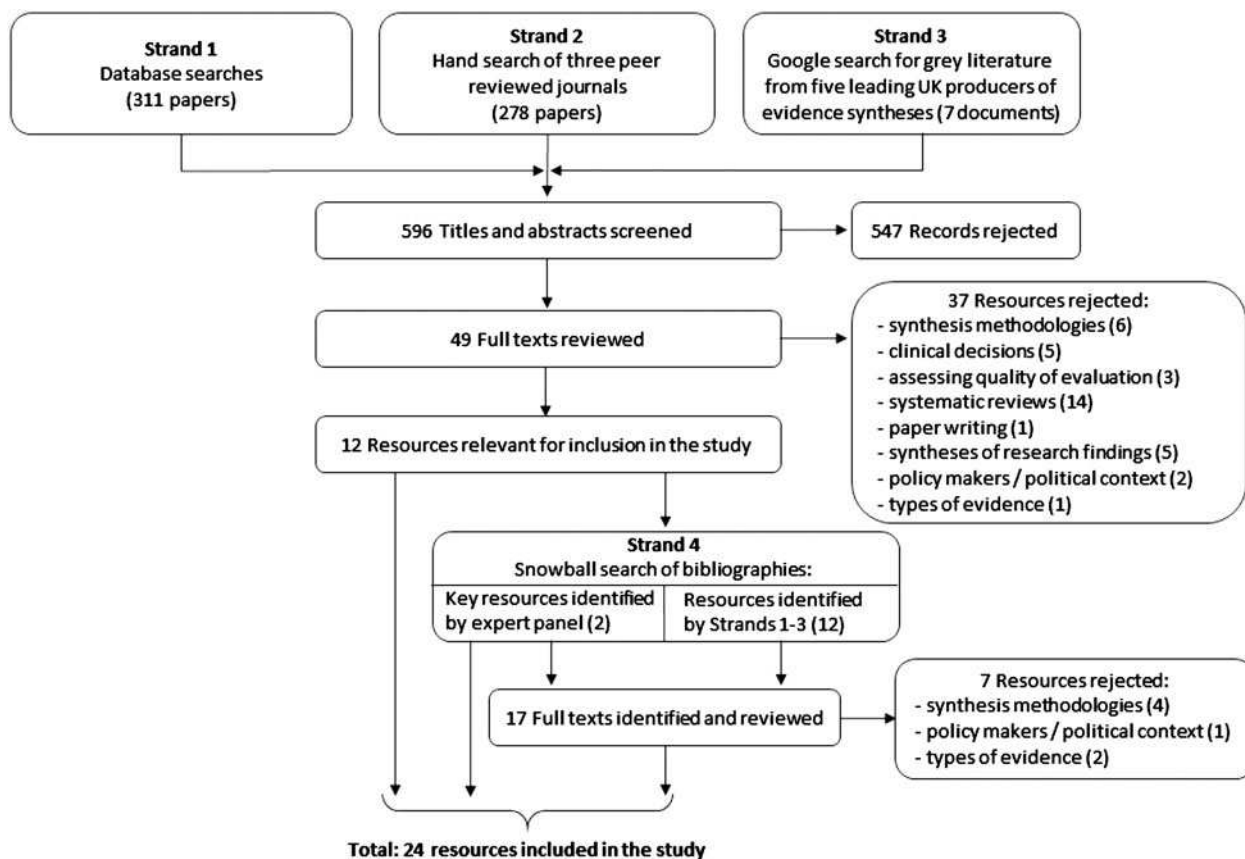 Strand 1
Database searches
(311 papers)
Strand 2
Hand search of three peer
reviewed journals
(278 papers)
Strand 3
Google search for grey literature
from five leading UK producers of
evidence syntheses (7 documents)
596 Titles and abstracts screened
547 Records rejected
49 Full texts reviewed
37 Resources rejected:
- synthesis methodologies (6)
- clinical decisions (5)
- assessing quality of evaluation (3)
- systematic reviews (14)
- paper writing (1)
- syntheses of research findings (5)
- policy makers / political context (2)
- types of evidence (1)
12 Resources relevant for inclusion in the study
Strand 4
Snowball search of bibliographies:
Key resources identified
by expert panel (2)
Resources identified
by Strands 1-3 (12)
17 Full texts identified and reviewed
7 Resources rejected:
- synthesis methodologies (4)
- policy makers / political context (1)
- types of evidence (2)
Total: 24 resources included in the study